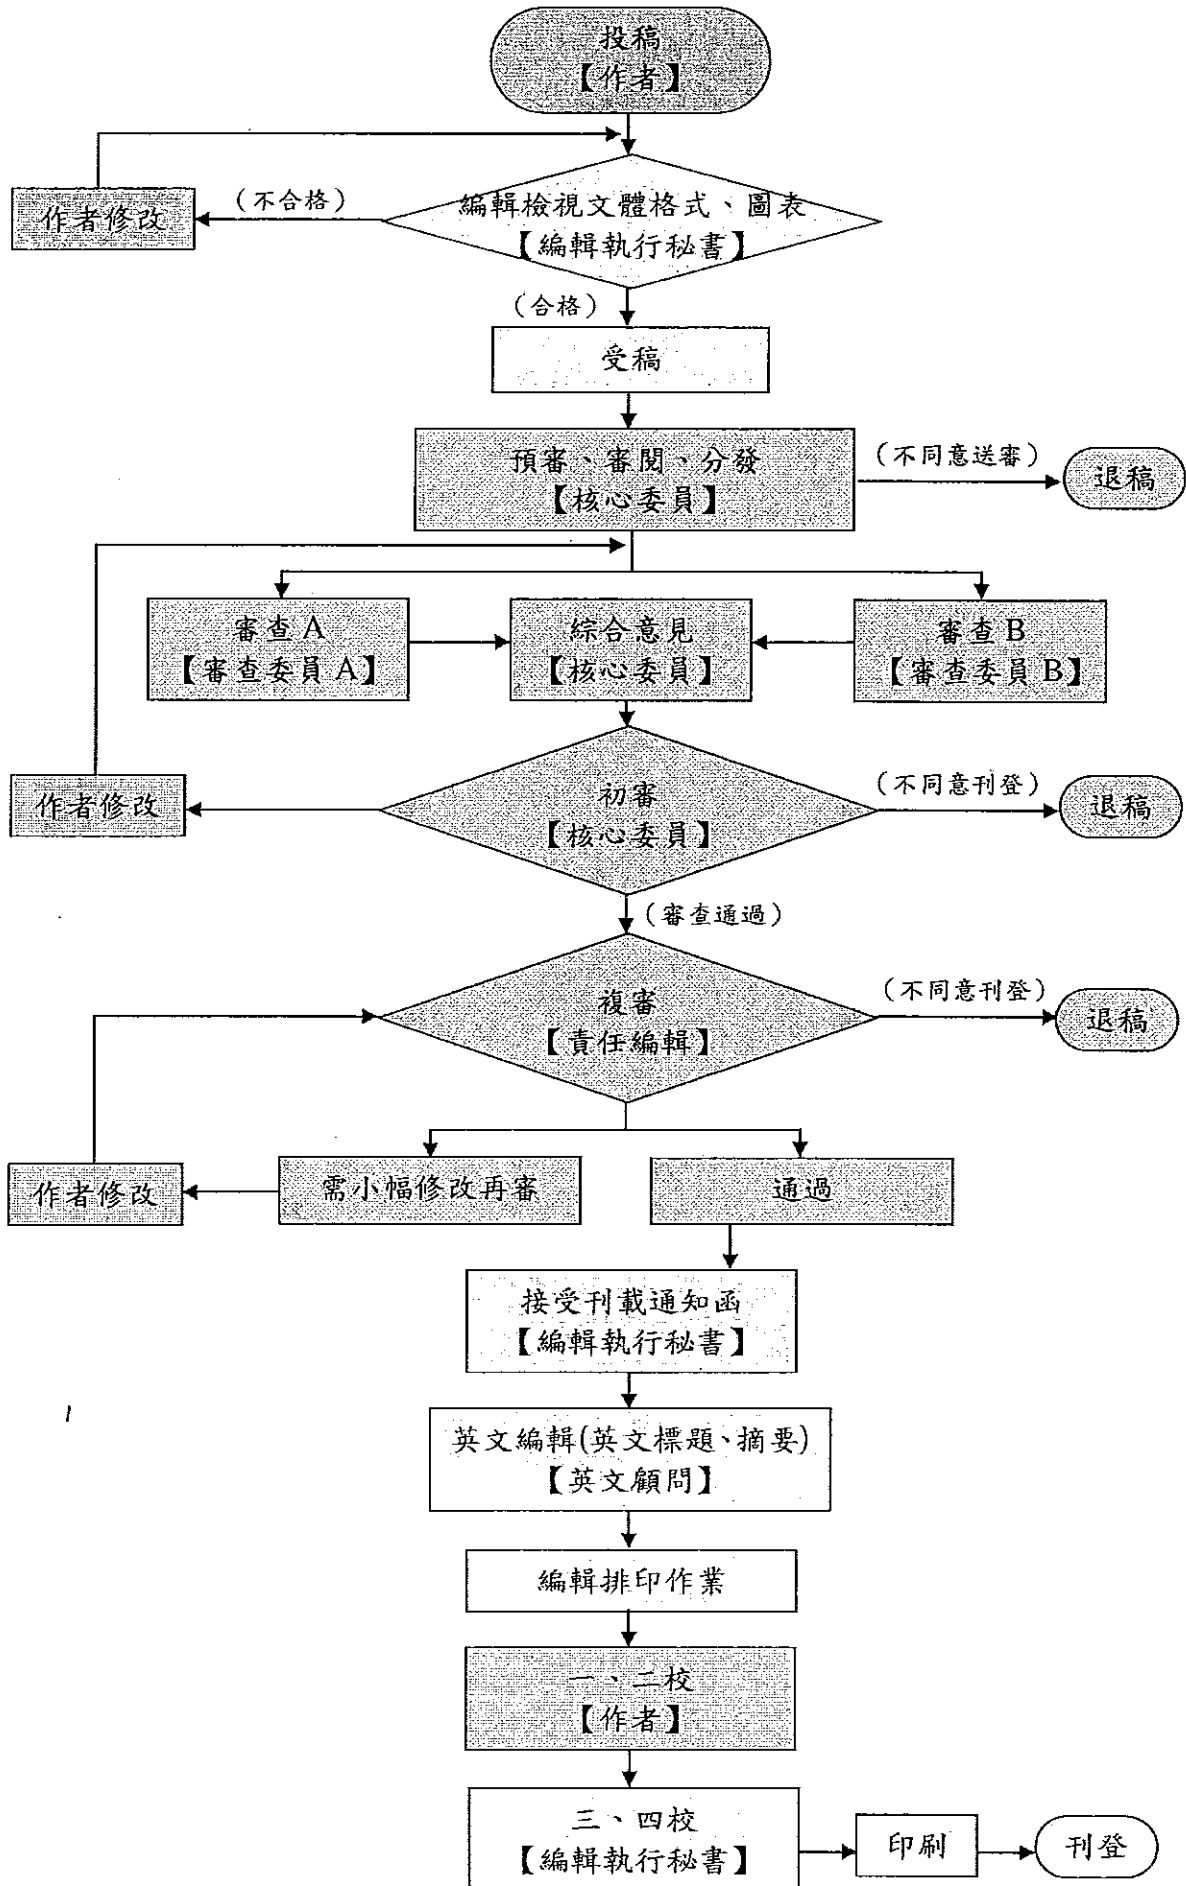 投稿
【作者】
(不合格)
作者修改
編輯檢視文體格式、圖表
【編輯執行秘書】
(合格)
受稿
預審、審閱、分發
【核心委員】
(不同意送審)
退稿
審查 A
【審查委員 A】
綜合意見
【核心委員】
審查 B
【審查委員 B】
作者修改
初審
【核心委員】
(不同意刊登)
退稿
(審查通過)
複審
【責任編輯】
(不同意刊登)
退稿
作者修改
需小幅修改再審
通過
接受刊載通知函
【編輯執行秘書】
英文編輯(英文標題、摘要)
【英文顧問】
編輯排印作業
一、二校
【作者】
三、四校
【編輯執行秘書】
印刷
刊登